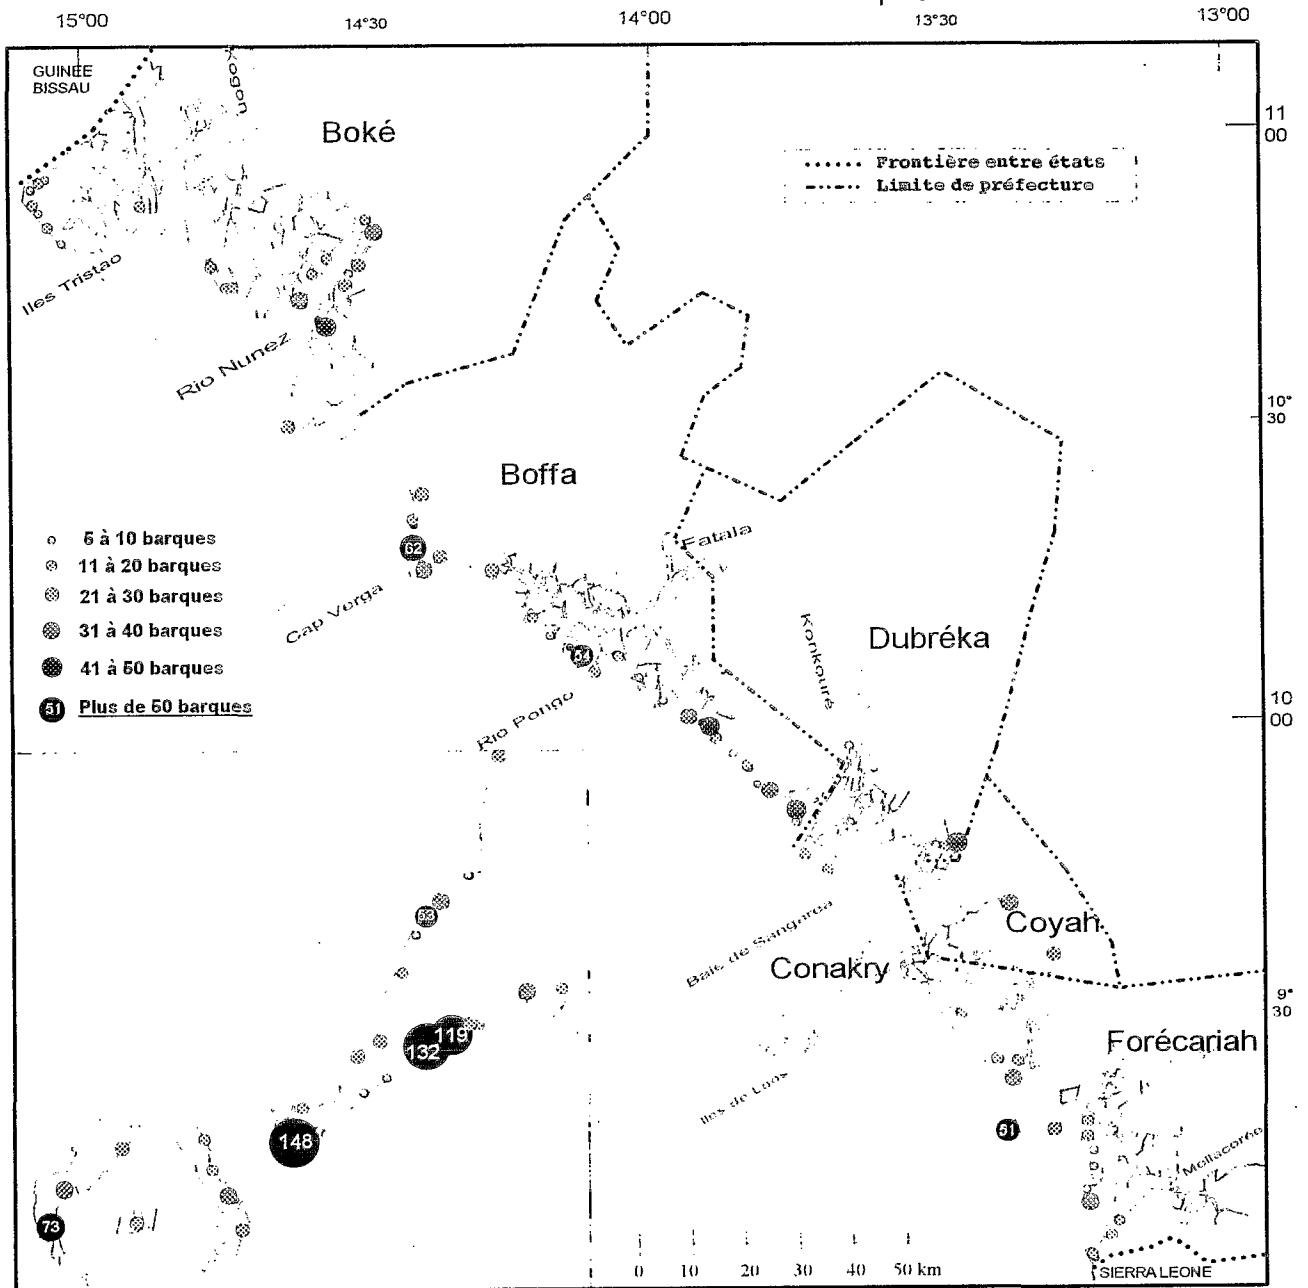 15°00
14°30
14°00
13°30
13°00
GUINEE
BISSAU
Kogon
Boké
11
00
Frontière entre états
Limite de préfecture
Iles Tristao
Rio Nunez
10°
30
Boffa
Fatala
5 à 10 barques
11 à 20 barques
21 à 30 barques
31 à 40 barques
41 à 50 barques
51 Plus de 50 barques
62
Cap Verga
54
Konkouré
Dubréka
Rio Pongo
10
00
53
Baie de Sangarea
Coyah
Conakry
9°
30
119
132
Forécariah
Iles de Loos
148
51
Mellacorée
73
0 10 20 30 40 50 km
SIERRA LEONE